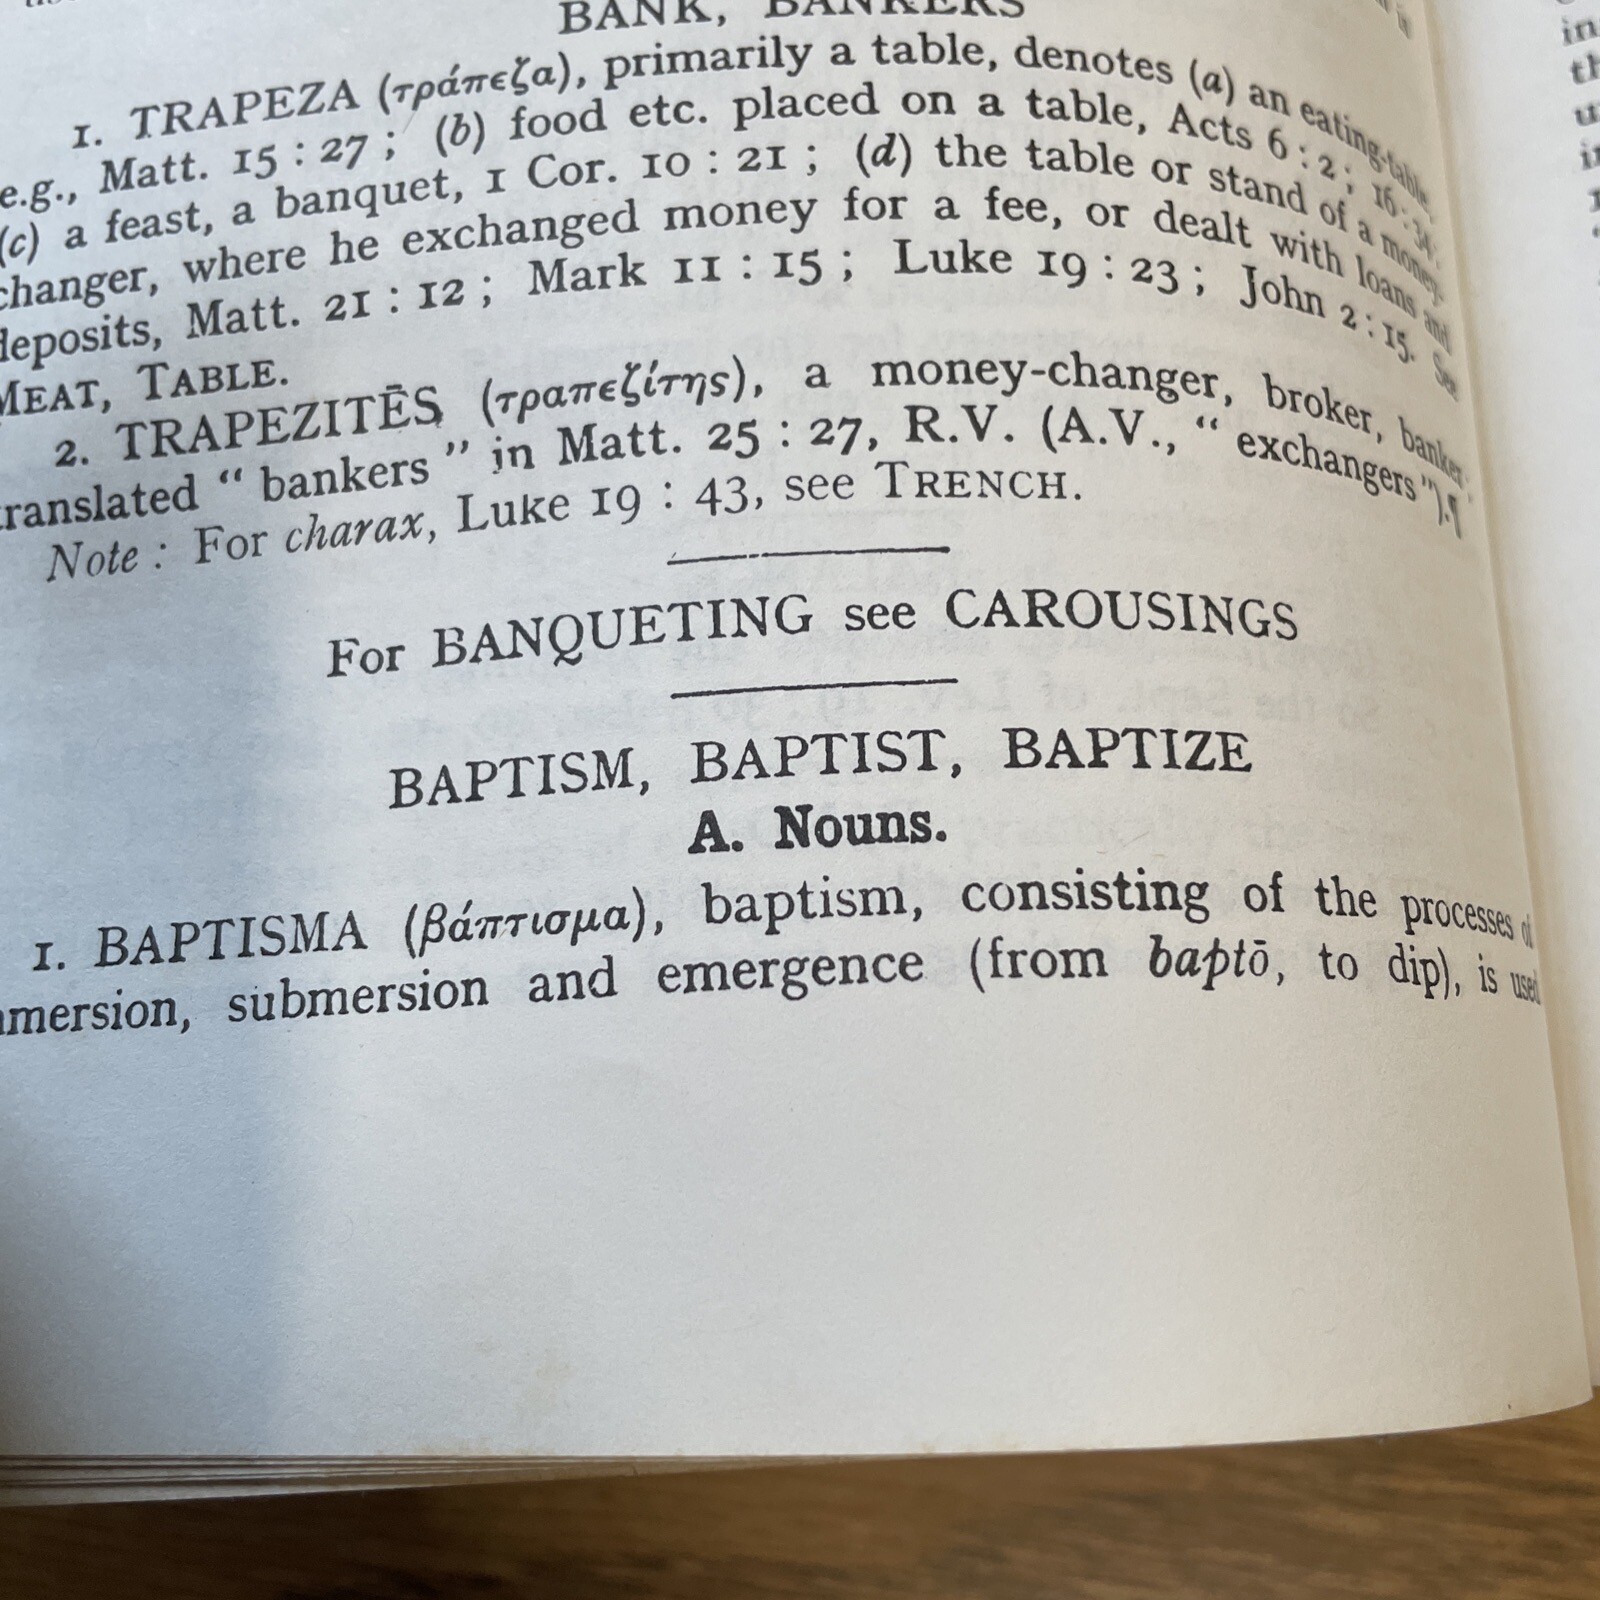 BANK, BANKERS
1. TRAPEZA (τράπεζα), primarily a table, denotes (a) an eating-table,
e.g., Matt. 15 : 27 ; (b) food etc. placed on a table, Acts 6 : 2 ; 16 : 34 ;
(c) a feast, a banquet, 1 Cor. 10 : 21 ; (d) the table or stand of a money-
changer, where he exchanged money for a fee, or dealt with loans and
deposits, Matt. 21 : 12 ; Mark 11 : 15 ; Luke 19 : 23 ; John 2 : 15. See
MEAT, TABLE.
2. TRAPEZITĒS (τραπεζίτης), a money-changer, broker, banker ;
translated “ bankers ” in Matt. 25 : 27, R.V. (A.V., “ exchangers ”).¶
Note : For charax, Luke 19 : 43, see TRENCH.
For BANQUETING see CAROUSINGS
BAPTISM, BAPTIST, BAPTIZE
A. Nouns.
1. BAPTISMA (βάπτισμα), baptism, consisting of the processes of
immersion, submersion and emergence (from baptō, to dip), is used